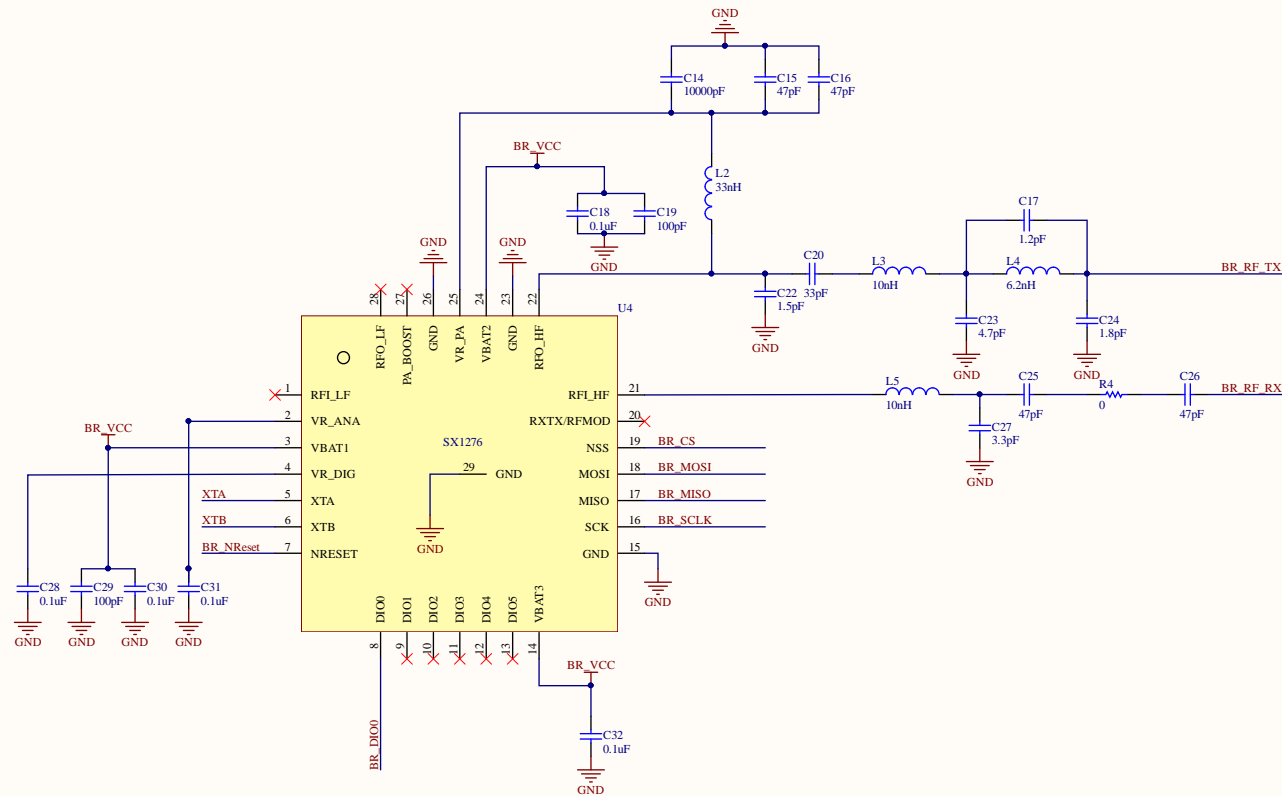 GND
C14
10000pF
C15
47pF
C16
47pF
BR_VCC
L2
33nH
C18
0.1uF
C19
100pF
GND
GND
GND
C17
1.2pF
C20
33pF
L3
10nH
L4
6.2nH
BR_RF_TX
C22
1.5pF
GND
C23
4.7pF
GND
C24
1.8pF
GND
U4
28
27
26
25
24
23
22
RFO_LF
PA_BOOST
GND
VR_PA
VBAT2
GND
RFO_HF
1
RFI_LF
2
VR_ANA
3
VBAT1
4
VR_DIG
5
XTA
6
XTB
7
NRESET
BR_VCC
XTA
XTB
BR_NReset
SX1276
29
GND
GND
RFI_HF
21
RXTX/RFMOD
20
NSS
19
BR_CS
MOSI
18
BR_MOSI
MISO
17
BR_MISO
SCK
16
BR_SCLK
GND
15
GND
L5
10nH
C25
47pF
R4
0
C26
47pF
BR_RF_RX
C27
3.3pF
GND
C28
0.1uF
GND
C29
100pF
GND
C30
0.1uF
GND
C31
0.1uF
GND
DIO0
DIO1
DIO2
DIO3
DIO4
DIO5
VBAT3
8
9
10
11
12
13
14
BR_DIO0
BR_VCC
C32
0.1uF
GND